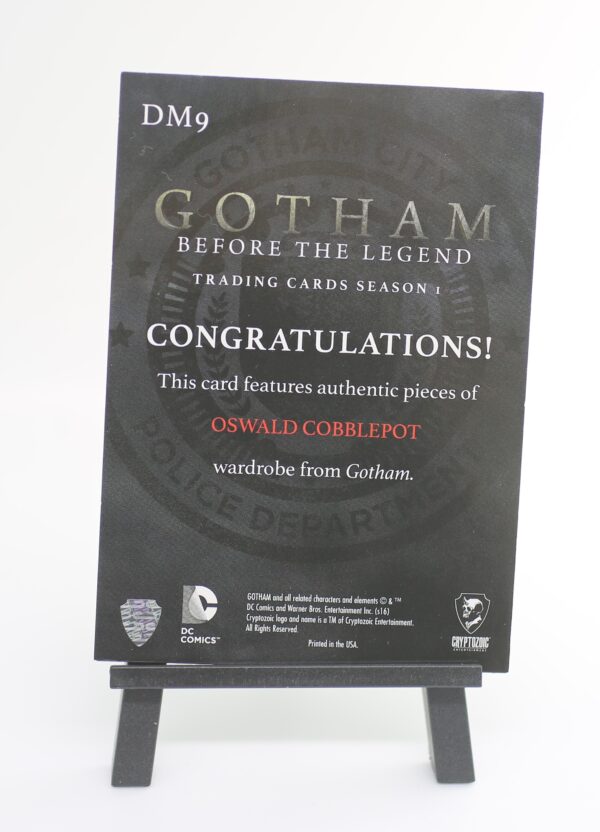 DM9
GOTHAM CITY
GOTHAM
BEFORE THE LEGEND
TRADING CARDS SEASON 1
CONGRATULATIONS!
This card features authentic pieces of
OSWALD COBBLEPOT
wardrobe from Gotham.
POLICE DEPARTMENT
DC
COMICS™
GOTHAM and all related characters and elements © & ™
DC Comics and Warner Bros. Entertainment Inc. (s16)
Cryptozoic logo and name is a TM of Cryptozoic Entertainment.
All Rights Reserved.
Printed in the USA.
CRYPTOZOIC
ENTERTAINMENT